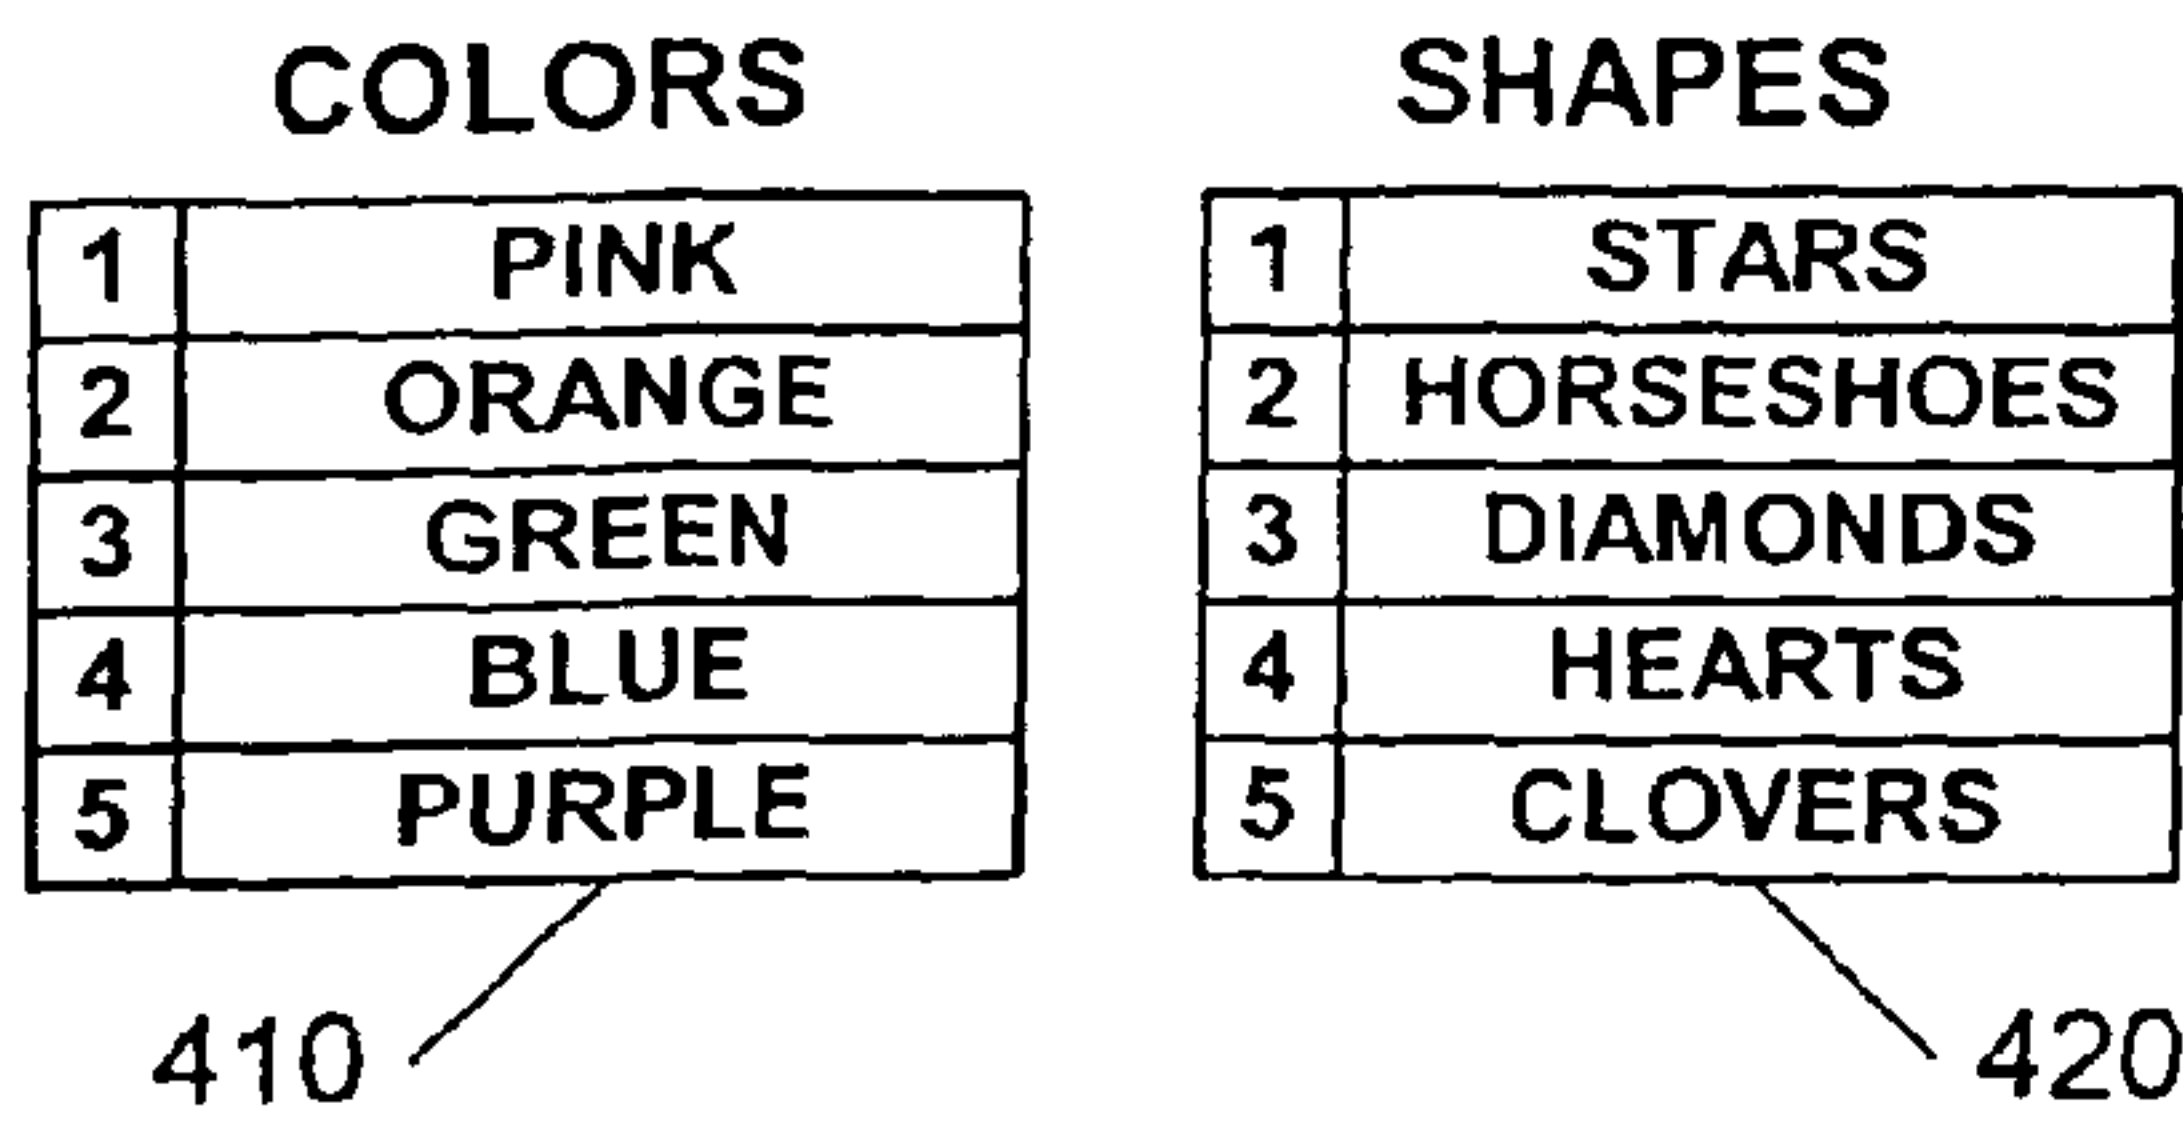 COLORS
1 PINK
2 ORANGE
3 GREEN
4 BLUE
5 PURPLE
410
SHAPES
1 STARS
2 HORSESHOES
3 DIAMONDS
4 HEARTS
5 CLOVERS
420